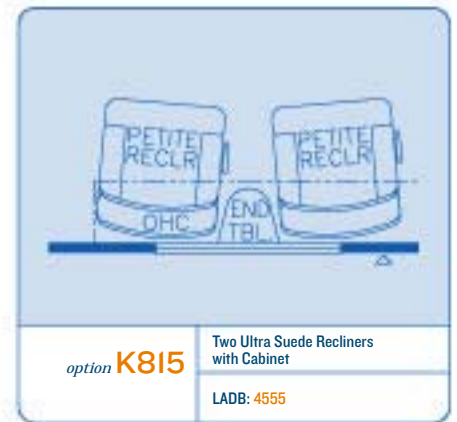 PETITE
RECLR
PETITE
RECLR
OHC
END
TBL
option K815
Two Ultra Suede Recliners
with Cabinet
LADB: 4555